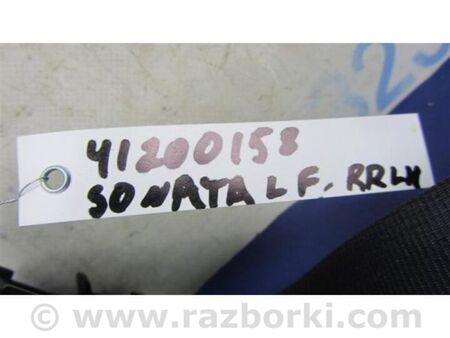 41200158
SONATA LF. RRLH
www.razborki.com